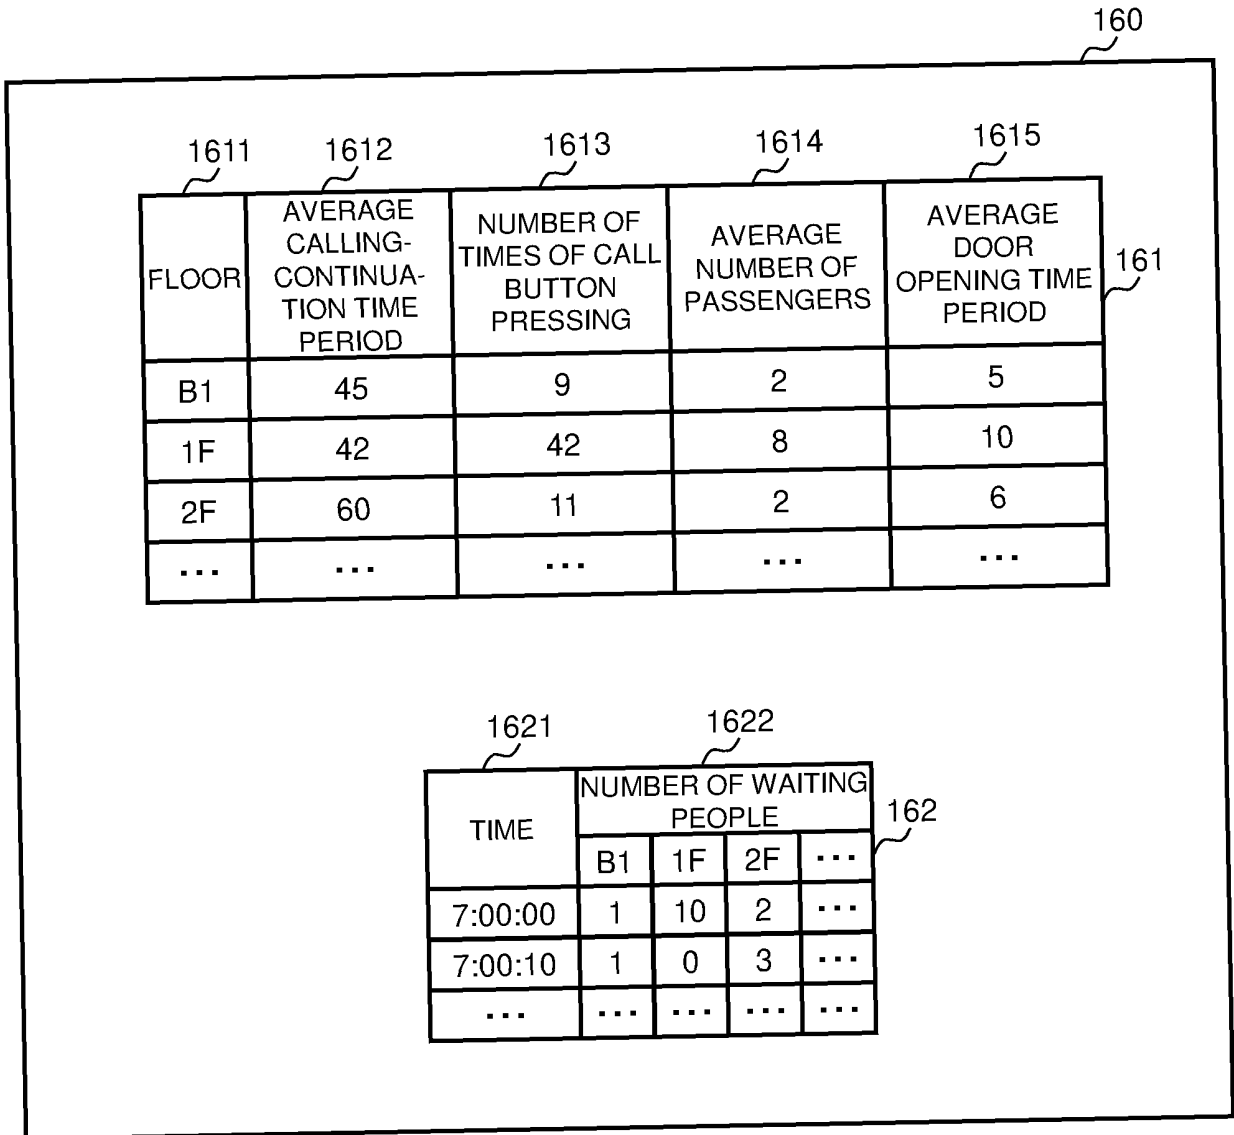 160
1611 1612 1613 1614 1615
FLOOR
AVERAGE
CALLING-
CONTINUA-
TION TIME
PERIOD
NUMBER OF
TIMES OF CALL
BUTTON
PRESSING
AVERAGE
NUMBER OF
PASSENGERS
AVERAGE
DOOR
OPENING TIME
PERIOD
161
B1 45 9 2 5
1F 42 42 8 10
2F 60 11 2 6
... ... ... ... ...
1621 1622
TIME
NUMBER OF WAITING
PEOPLE
162
B1 1F 2F ...
7:00:00 1 10 2 ...
7:00:10 1 0 3 ...
... ... ... ... ...